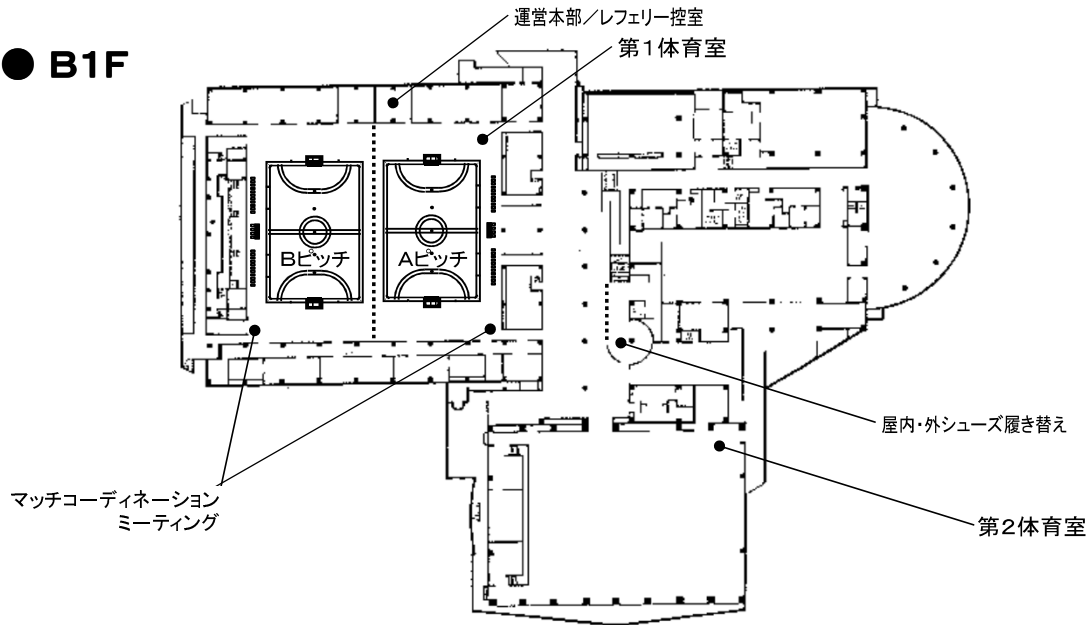 ● B1F
運営本部／レフェリー控室
第1体育室
Bピッチ
Aピッチ
屋内・外シューズ履き替え
マッチコーディネーション
ミーティング
第2体育室